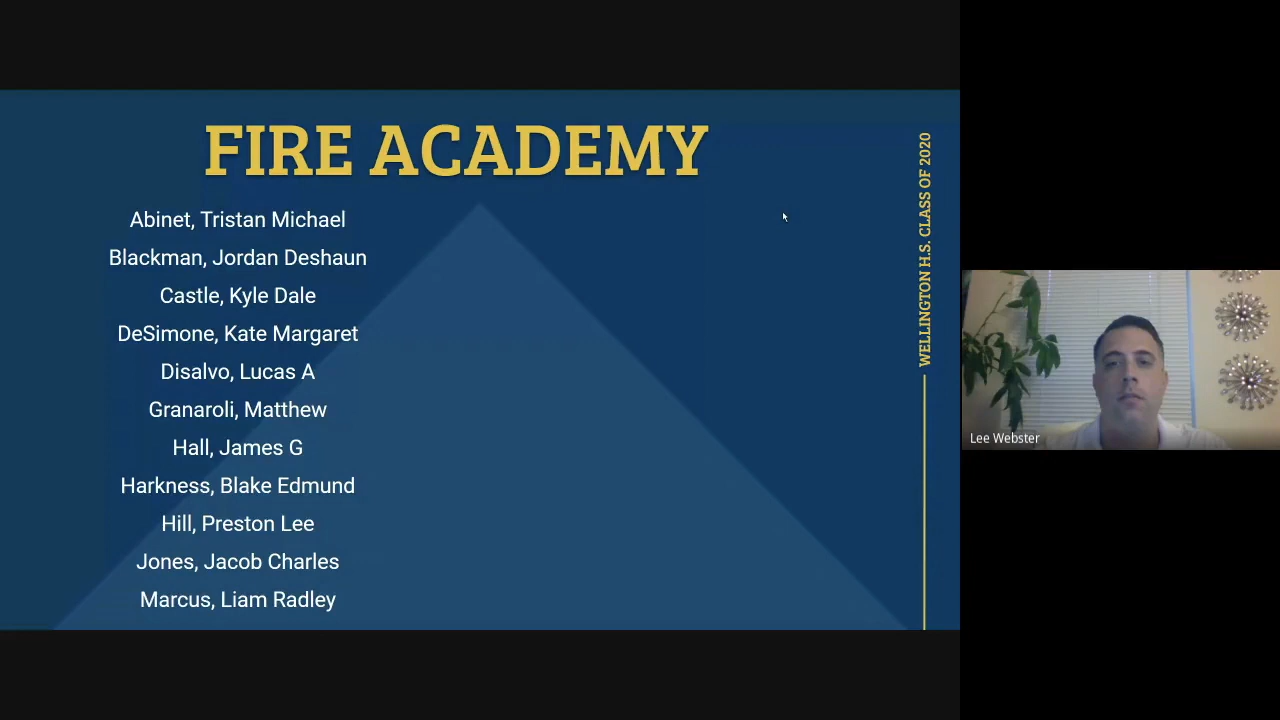 FIRE ACADEMY
Abinet, Tristan Michael
Blackman, Jordan Deshaun
Castle, Kyle Dale
DeSimone, Kate Margaret
Disalvo, Lucas A
Granaroli, Matthew
Hall, James G
Harkness, Blake Edmund
Hill, Preston Lee
Jones, Jacob Charles
Marcus, Liam Radley
WELLINGTON H.S. CLASS OF 2020
Lee Webster